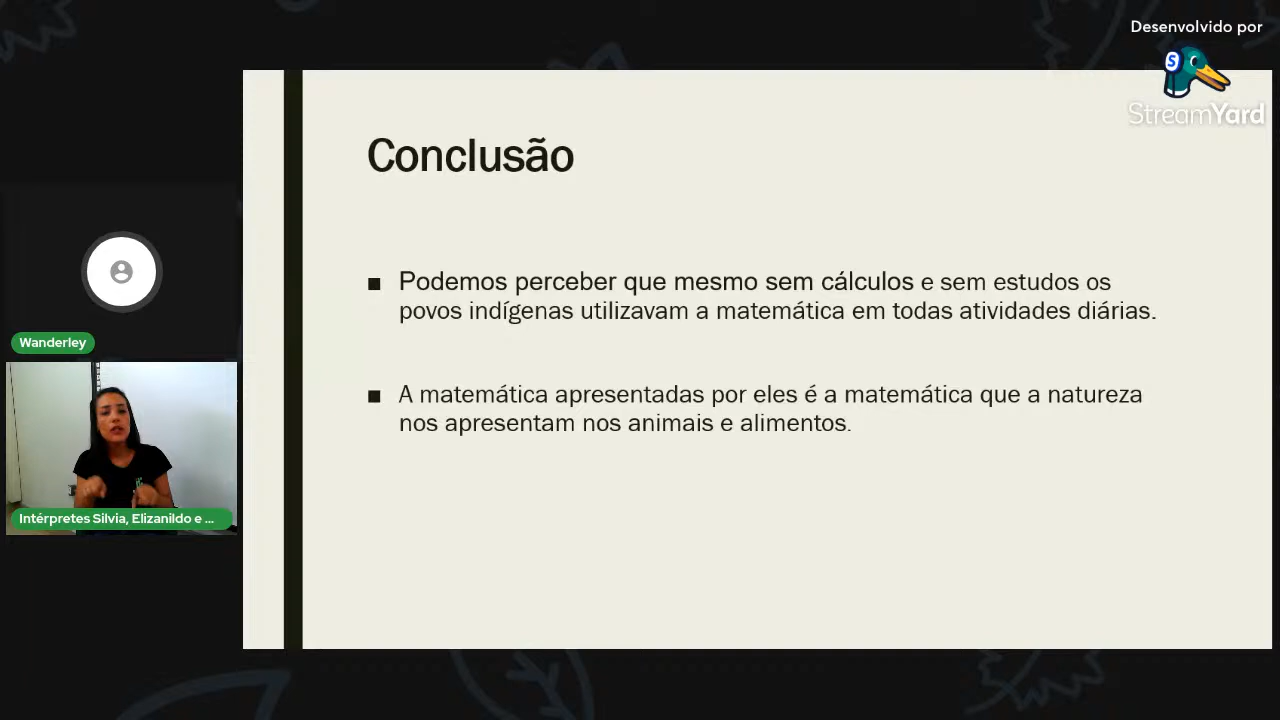 Desenvolvido por
StreamYard
Conclusão
■ Podemos perceber que mesmo sem cálculos e sem estudos os
povos indígenas utilizavam a matemática em todas atividades diárias.
■ A matemática apresentadas por eles é a matemática que a natureza
nos apresentam nos animais e alimentos.
Wanderley
Intérpretes Silvia, Elizanildo e ...